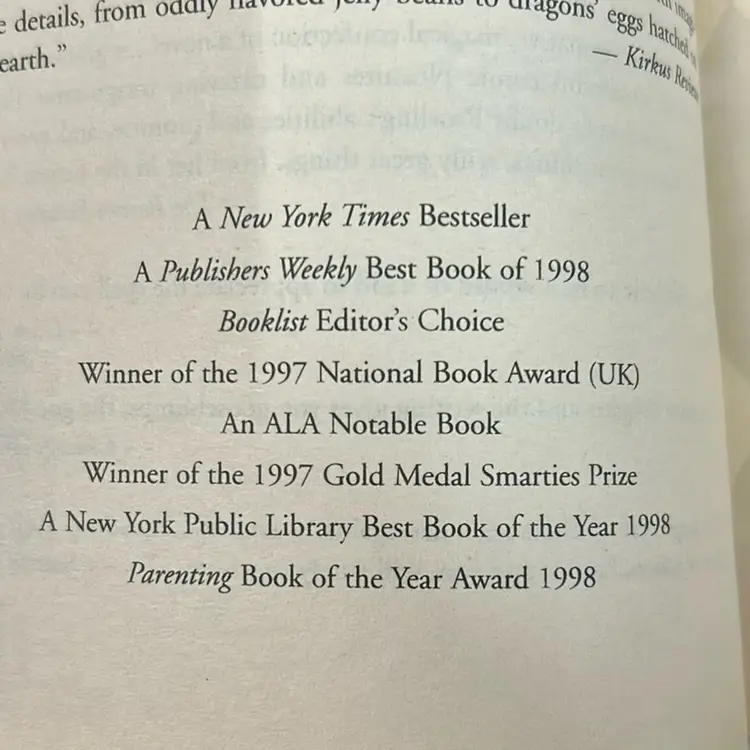 e details, from oddly flavored jelly beans to dragons' eggs hatched
earth."
— Kirkus Review
A New York Times Bestseller
A Publishers Weekly Best Book of 1998
Booklist Editor's Choice
Winner of the 1997 National Book Award (UK)
An ALA Notable Book
Winner of the 1997 Gold Medal Smarties Prize
A New York Public Library Best Book of the Year 1998
Parenting Book of the Year Award 1998